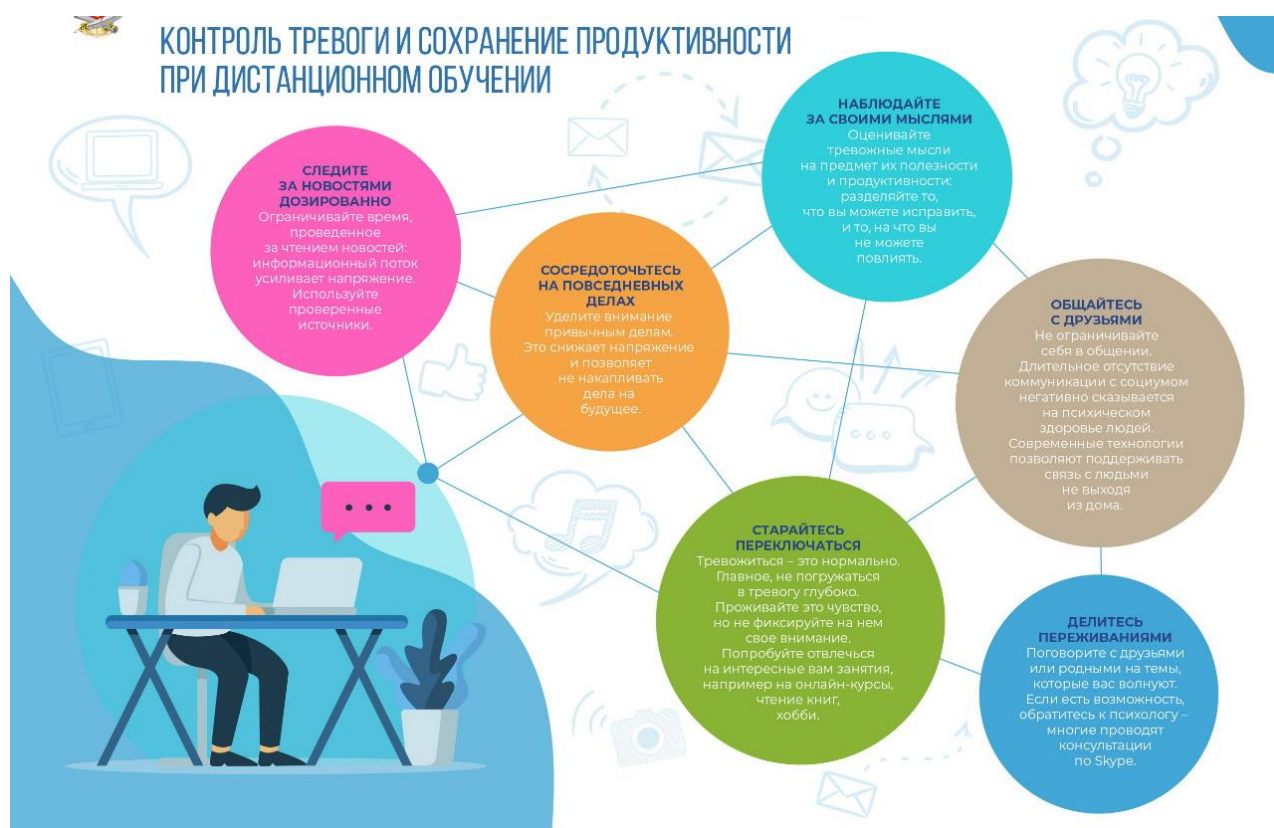 КОНТРОЛЬ ТРЕВОГИ И СОХРАНЕНИЕ ПРОДУКТИВНОСТИ
ПРИ ДИСТАНЦИОННОМ ОБУЧЕНИИ
СЛЕДИТЕ
ЗА НОВОСТЯМИ
ДОЗИРОВАННО
Ограничивайте время,
проведенное
за чтением новостей:
информационный поток
усиливает напряжение.
Используйте
проверенные
источники.
СОСРЕДОТОЧЬТЕСЬ
НА ПОВСЕДНЕВНЫХ
ДЕЛАХ
Уделите внимание
привычным делам.
Это снижает напряжение
и позволяет
не накапливать
дела на
будущее.
НАБЛЮДАЙТЕ
ЗА СВОИМИ МЫСЛЯМИ
Оценивайте
тревожные мысли
на предмет их полезности
и продуктивности:
разделяйте то,
что вы можете исправить,
и то, на что вы
не можете
повлиять.
ОБЩАЙТЕСЬ
С ДРУЗЬЯМИ
Не ограничивайте
себя в общении.
Длительное отсутствие
коммуникации с социумом
негативно сказывается
на психическом
здоровье людей.
Современные технологии
позволяют поддерживать
связь с людьми
не выходя
из дома.
СТАРАЙТЕСЬ
ПЕРЕКЛЮЧАТЬСЯ
Тревожиться – это нормально.
Главное, не погружаться
в тревогу глубоко.
Проживайте это чувство,
но не фиксируйте на нем
свое внимание.
Попробуйте отвлечься
на интересные вам занятия,
например на онлайн-курсы,
чтение книг,
хобби.
ДЕЛИТЕСЬ
ПЕРЕЖИВАНИЯМИ
Поговорите с друзьями
или родными на темы,
которые вас волнуют.
Если есть возможность,
обратитесь к психологу –
многие проводят
консультации
по Skype.